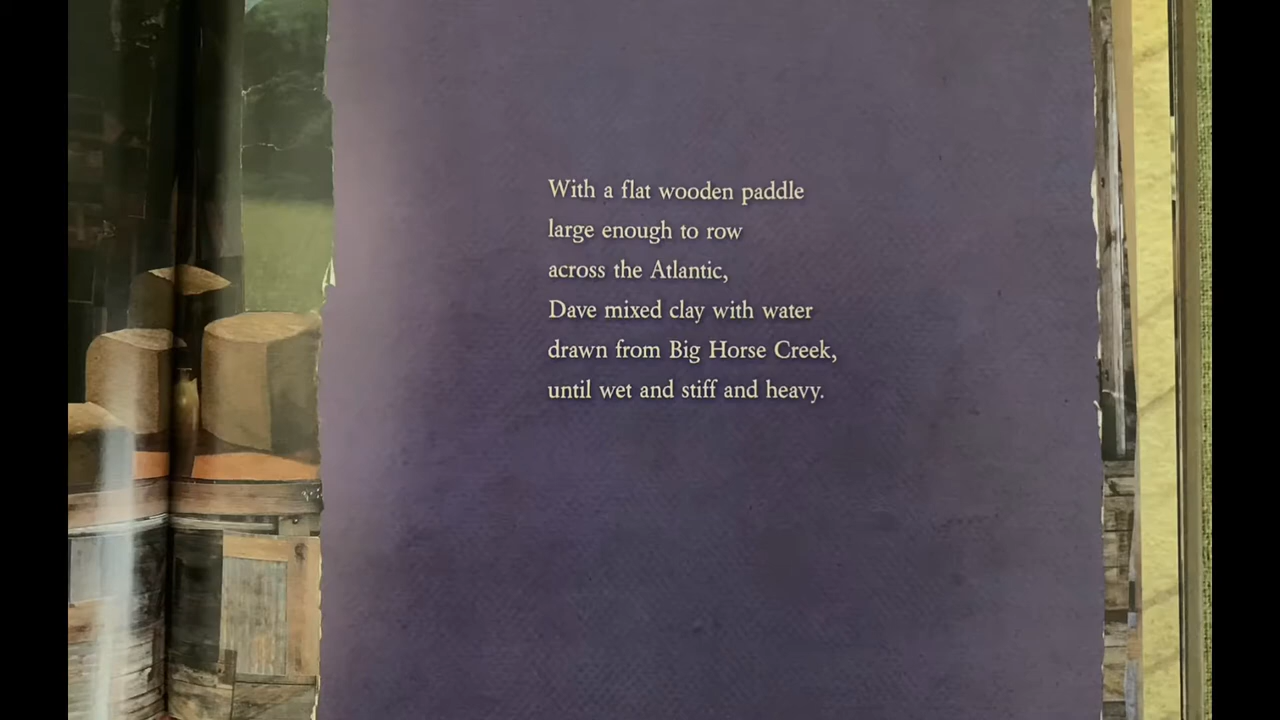 With a flat wooden paddle
large enough to row
across the Atlantic,
Dave mixed clay with water
drawn from Big Horse Creek,
until wet and stiff and heavy.